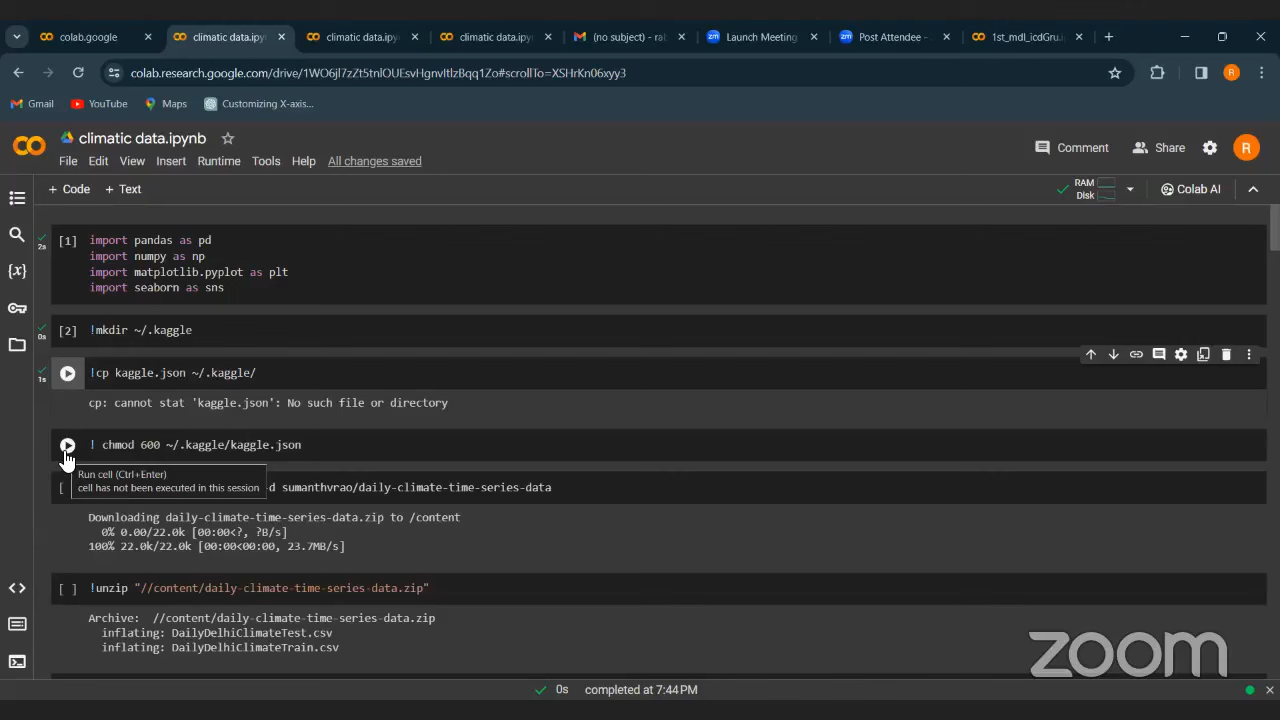 colab.google
climatic data.ipyn
climatic data.ipyn
climatic data.ipyn
(no subject) - ra
Launch Meeting
Post Attendee -
1st_mdl_icdGru.i
colab.research.google.com/drive/1WO6jl7zZt5tnlOUEsvHgnvltlzBqq1Zo#scrollTo=XSHrKn06xyy3
R
Gmail
YouTube
Maps
Customizing X-axis...
climatic data.ipynb
File Edit View Insert Runtime Tools Help All changes saved
Comment
Share
R
+ Code + Text
RAM
Disk
Colab AI
2s
[1] import pandas as pd
import numpy as np
import matplotlib.pyplot as plt
import seaborn as sns
0s
[2] !mkdir ~/.kaggle
1s
!cp kaggle.json ~/.kaggle/
cp: cannot stat 'kaggle.json': No such file or directory
! chmod 600 ~/.kaggle/kaggle.json
Run cell (Ctrl+Enter)
cell has not been executed in this session
[ d sumanthvrao/daily-climate-time-series-data
Downloading daily-climate-time-series-data.zip to /content
0% 0.00/22.0k [00:00<?, ?B/s]
100% 22.0k/22.0k [00:00<00:00, 23.7MB/s]
[ ] !unzip "//content/daily-climate-time-series-data.zip"
Archive: //content/daily-climate-time-series-data.zip
inflating: DailyDelhiClimateTest.csv
inflating: DailyDelhiClimateTrain.csv
zoom
0s completed at 7:44 PM